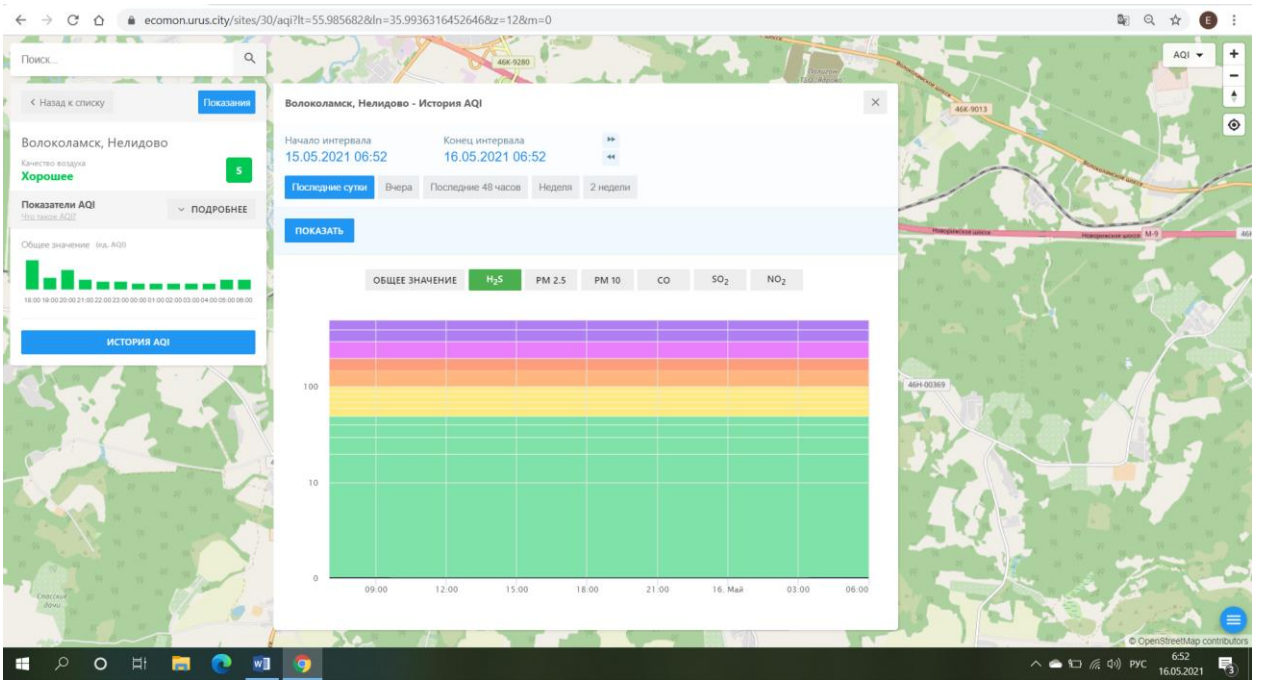 ecomon.urus.city/sites/30/aqi?lt=55.985682&ln=35.9936316452646&z=12&m=0
E
Поиск...
AQI
< Назад к списку
Показания
Волоколамск, Нелидово
Качество воздуха
Хорошее
5
Показатели AQI
Что такое AQI?
ПОДРОБНЕЕ
Общее значение (ед. AQI)
18:00 19:00 20:00 21:00 22:00 23:00 00:00 01:00 02:00 03:00 04:00 05:00 06:00
ИСТОРИЯ AQI
Волоколамск, Нелидово - История AQI
Начало интервала Конец интервала
15.05.2021 06:52 16.05.2021 06:52
Последние сутки Вчера Последние 48 часов Неделя 2 недели
ПОКАЗАТЬ
ОБЩЕЕ ЗНАЧЕНИЕ H₂S PM 2.5 PM 10 CO SO₂ NO₂
100
10
0
09:00 12:00 15:00 18:00 21:00 16. Май 03:00 06:00
46К-9280
46К-9013
Волоколамское шоссе
Новорижское шоссе
Новорижское шоссе
М-9
46Н-00369
Спасские дачи
© OpenStreetMap contributors
РУС
6:52
16.05.2021
3